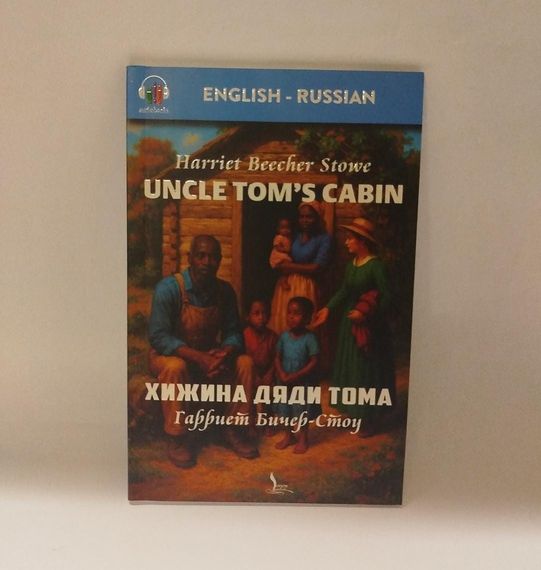 ENGLISH - RUSSIAN
Harriet Beecher Stowe
UNCLE TOM'S CABIN
ХИЖИНА ДЯДИ ТОМА
Гарриет Бичер-Стоу